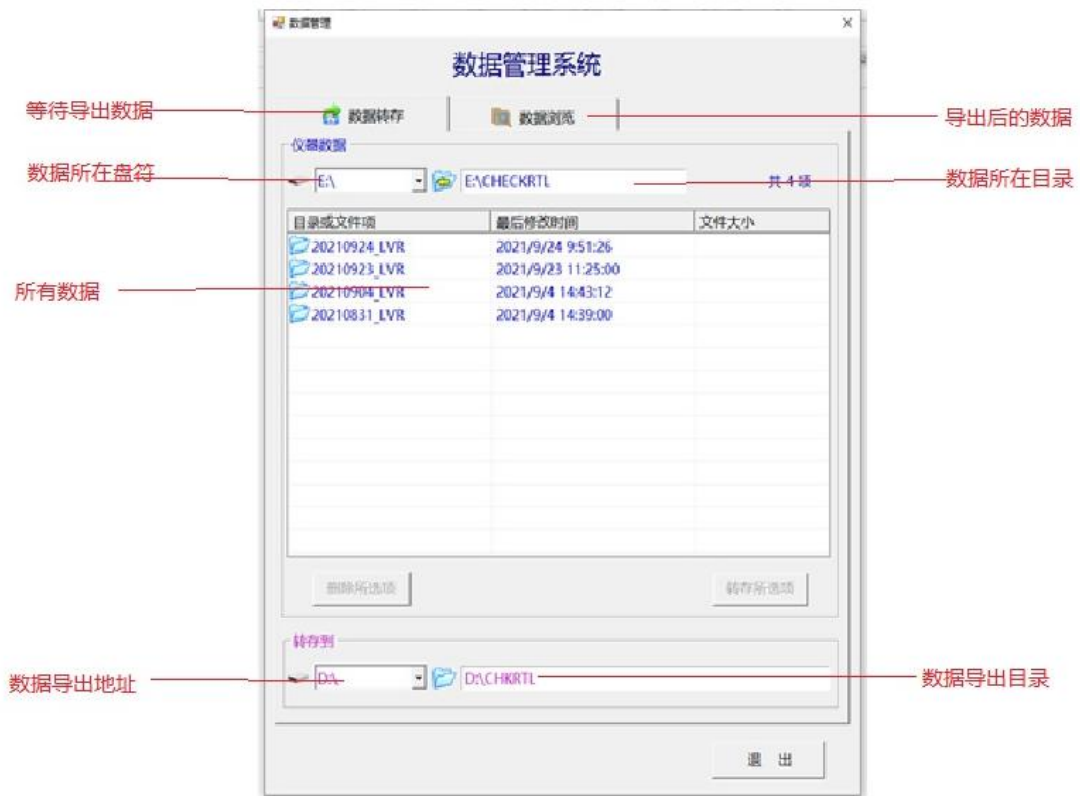 数据管理
数据管理系统
等待导出数据
数据转存
数据浏览
导出后的数据
仪器数据
数据所在盘符
E:\
E:\CHECKRTL
共 4 项
数据所在目录
目录或文件项 最后修改时间 文件大小
20210924_LVR 2021/9/24 9:51:26
20210923_LVR 2021/9/23 11:25:00
所有数据
20210904_LVR 2021/9/4 14:43:12
20210831_LVR 2021/9/4 14:39:00
删除所选项
转存所选项
转存到
数据导出地址
D:\
D:\CHKRTL
数据导出目录
退 出